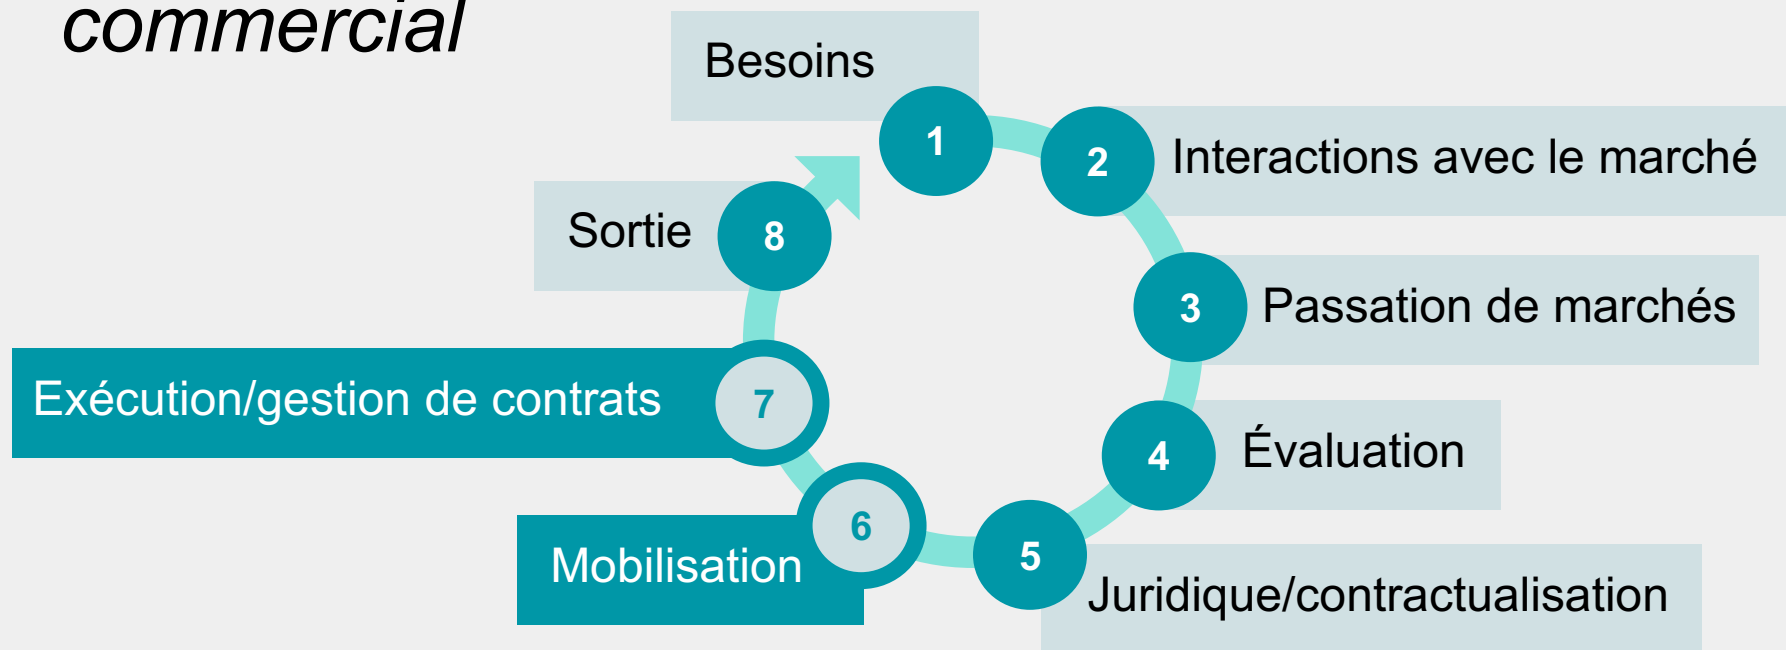 commercial
Besoins
1
2
Interactions avec le marché
Sortie
8
3
Passation de marchés
Exécution/gestion de contrats
7
4
Évaluation
6
Mobilisation
5
Juridique/contractualisation